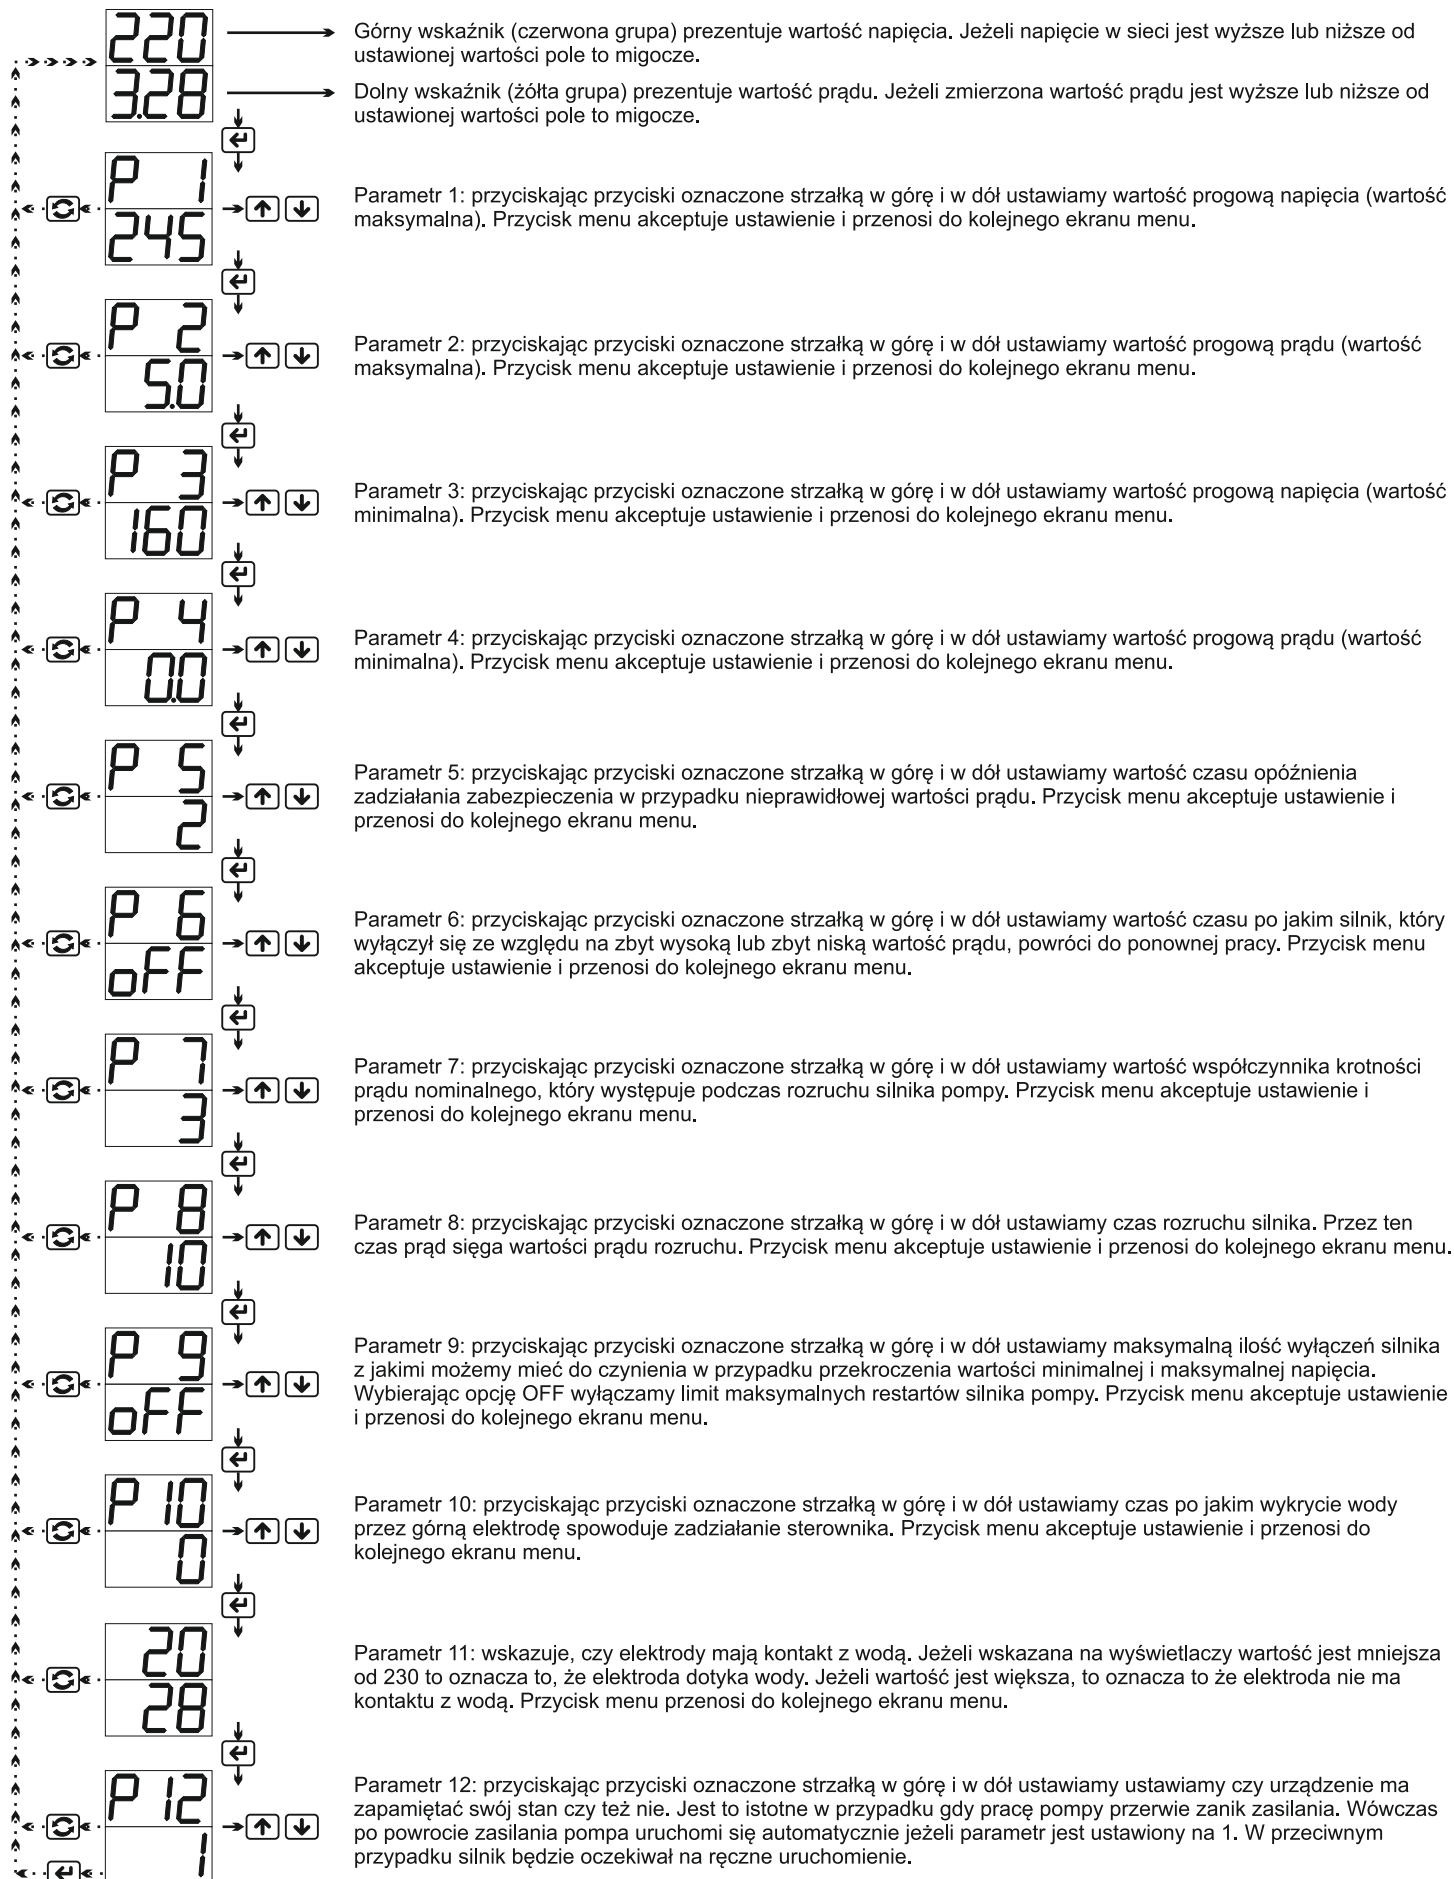 220
Górny wskaźnik (czerwona grupa) prezentuje wartość napięcia. Jeżeli napięcie w sieci jest wyższe lub niższe od
ustawionej wartości pole to migocze.
3.28
Dolny wskaźnik (żółta grupa) prezentuje wartość prądu. Jeżeli zmierzona wartość prądu jest wyższe lub niższe od
ustawionej wartości pole to migocze.
P 1
245
Parametr 1: przyciskając przyciski oznaczone strzałką w górę i w dół ustawiamy wartość progową napięcia (wartość
maksymalna). Przycisk menu akceptuje ustawienie i przenosi do kolejnego ekranu menu.
P 2
5.0
Parametr 2: przyciskając przyciski oznaczone strzałką w górę i w dół ustawiamy wartość progową prądu (wartość
maksymalna). Przycisk menu akceptuje ustawienie i przenosi do kolejnego ekranu menu.
P 3
160
Parametr 3: przyciskając przyciski oznaczone strzałką w górę i w dół ustawiamy wartość progową napięcia (wartość
minimalna). Przycisk menu akceptuje ustawienie i przenosi do kolejnego ekranu menu.
P 4
0.0
Parametr 4: przyciskając przyciski oznaczone strzałką w górę i w dół ustawiamy wartość progową prądu (wartość
minimalna). Przycisk menu akceptuje ustawienie i przenosi do kolejnego ekranu menu.
P 5
2
Parametr 5: przyciskając przyciski oznaczone strzałką w górę i w dół ustawiamy wartość czasu opóźnienia
zadziałania zabezpieczenia w przypadku nieprawidłowej wartości prądu. Przycisk menu akceptuje ustawienie i
przenosi do kolejnego ekranu menu.
P 6
oFF
Parametr 6: przyciskając przyciski oznaczone strzałką w górę i w dół ustawiamy wartość czasu po jakim silnik, który
wyłączył się ze względu na zbyt wysoką lub zbyt niską wartość prądu, powróci do ponownej pracy. Przycisk menu
akceptuje ustawienie i przenosi do kolejnego ekranu menu.
P 7
3
Parametr 7: przyciskając przyciski oznaczone strzałką w górę i w dół ustawiamy wartość współczynnika krotności
prądu nominalnego, który występuje podczas rozruchu silnika pompy. Przycisk menu akceptuje ustawienie i
przenosi do kolejnego ekranu menu.
P 8
10
Parametr 8: przyciskając przyciski oznaczone strzałką w górę i w dół ustawiamy czas rozruchu silnika. Przez ten
czas prąd sięga wartości prądu rozruchu. Przycisk menu akceptuje ustawienie i przenosi do kolejnego ekranu menu.
P 9
oFF
Parametr 9: przyciskając przyciski oznaczone strzałką w górę i w dół ustawiamy maksymalną ilość wyłączeń silnika
z jakimi możemy mieć do czynienia w przypadku przekroczenia wartości minimalnej i maksymalnej napięcia.
Wybierając opcję OFF wyłączamy limit maksymalnych restartów silnika pompy. Przycisk menu akceptuje ustawienie
i przenosi do kolejnego ekranu menu.
P 10
0
Parametr 10: przyciskając przyciski oznaczone strzałką w górę i w dół ustawiamy czas po jakim wykrycie wody
przez górną elektrodę spowoduje zadziałanie sterownika. Przycisk menu akceptuje ustawienie i przenosi do
kolejnego ekranu menu.
20
28
Parametr 11: wskazuje, czy elektrody mają kontakt z wodą. Jeżeli wskazana na wyświetlaczy wartość jest mniejsza
od 230 to oznacza to, że elektroda dotyka wody. Jeżeli wartość jest większa, to oznacza to że elektroda nie ma
kontaktu z wodą. Przycisk menu przenosi do kolejnego ekranu menu.
P 12
1
Parametr 12: przyciskając przyciski oznaczone strzałką w górę i w dół ustawiamy ustawiamy czy urządzenie ma
zapamiętać swój stan czy też nie. Jest to istotne w przypadku gdy pracę pompy przerwie zanik zasilania. Wówczas
po powrocie zasilania pompa uruchomi się automatycznie jeżeli parametr jest ustawiony na 1. W przeciwnym
przypadku silnik będzie oczekiwał na ręczne uruchomienie.